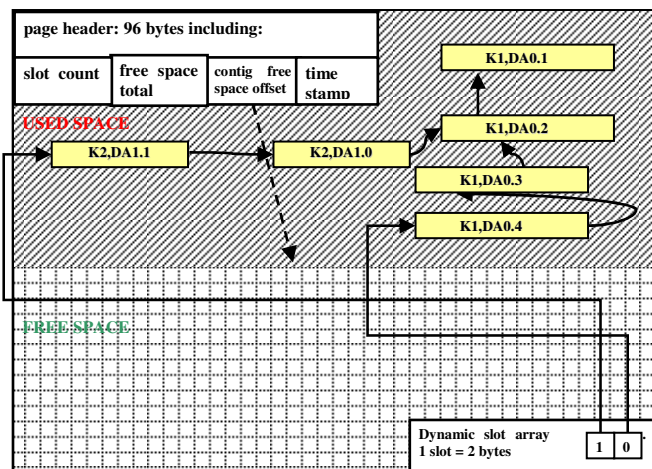 page header: 96 bytes including:
slot count
free space
total
contig free
space offset
time
stamp
USED SPACE
K1,DA0.1
K1,DA0.2
K2,DA1.1
K2,DA1.0
K1,DA0.3
K1,DA0.4
FREE SPACE
Dynamic slot array
1 slot = 2 bytes
1 0 .